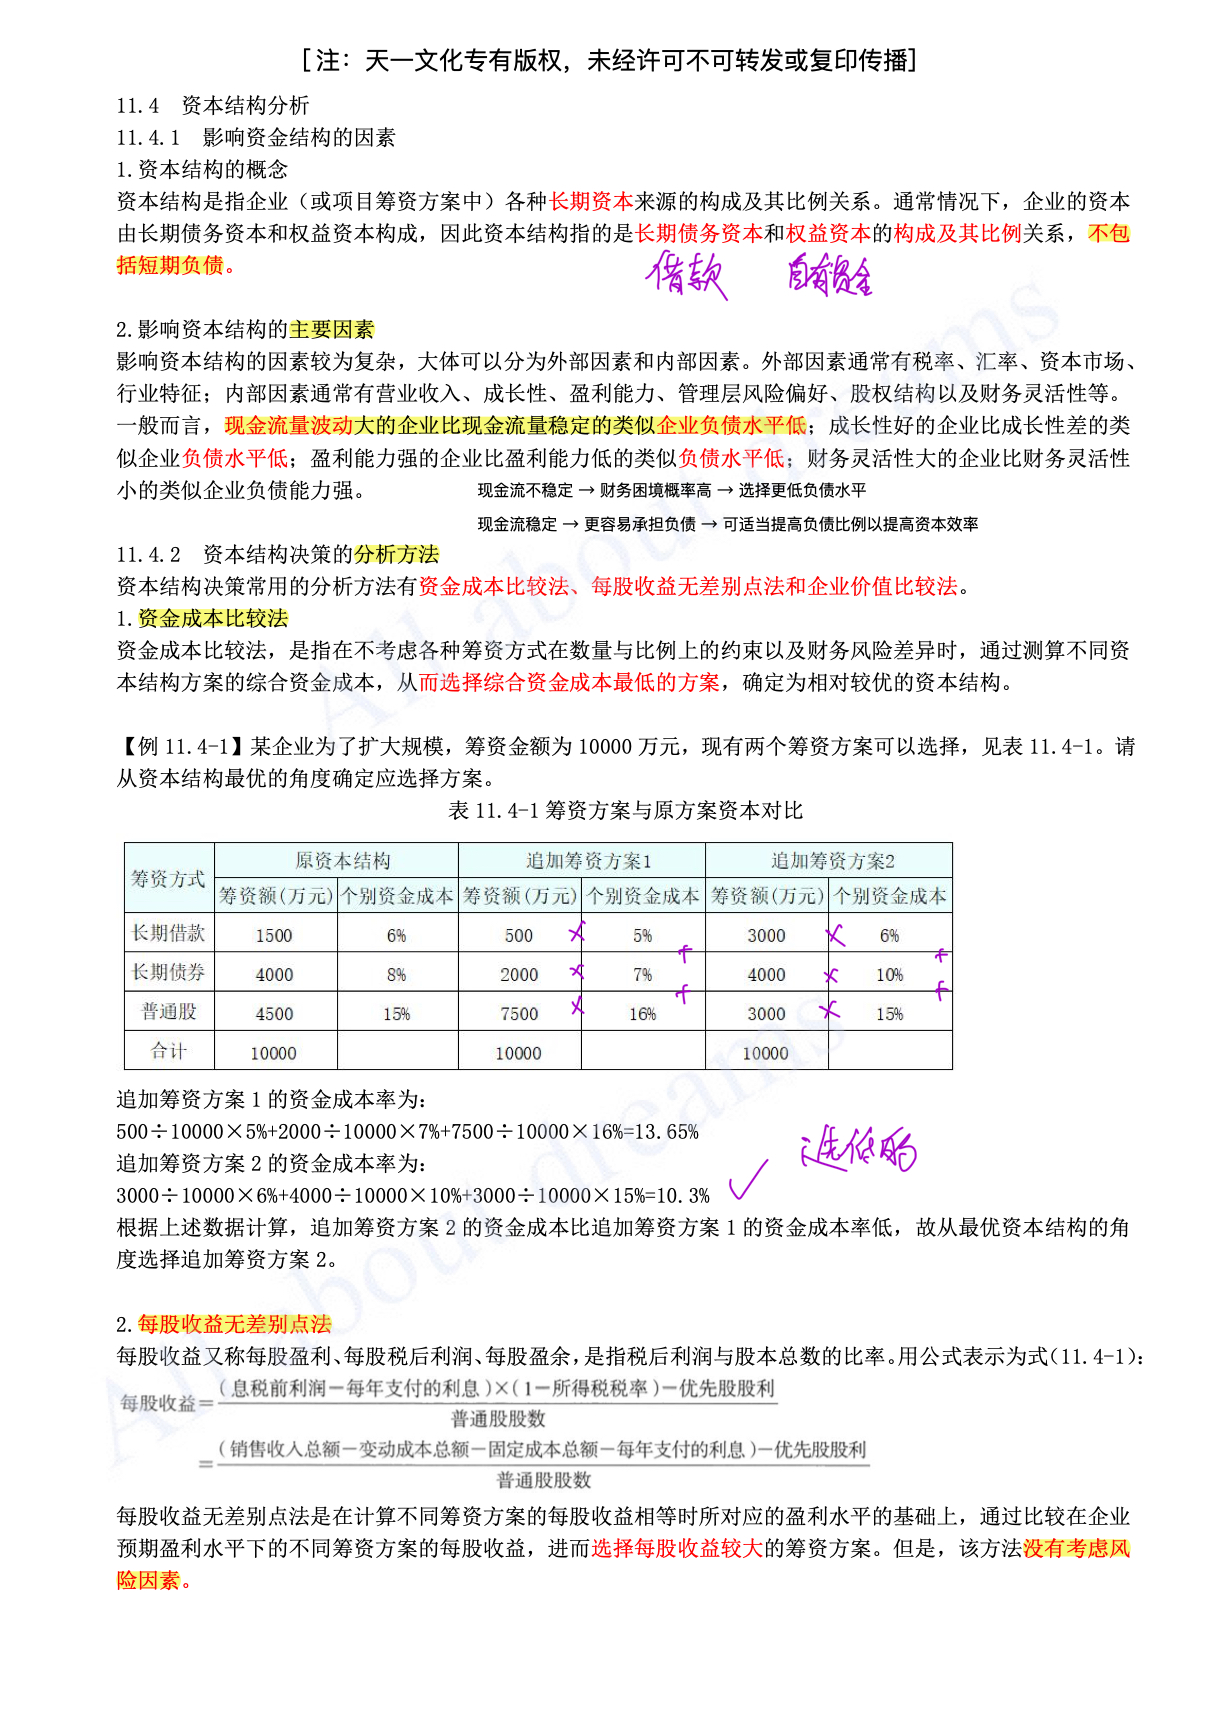 [注：天一文化专有版权，未经许可不可转发或复印传播]
11.4 资本结构分析
11.4.1 影响资金结构的因素
1.资本结构的概念
资本结构是指企业（或项目筹资方案中）各种长期资本来源的构成及其比例关系。通常情况下，企业的资本
由长期债务资本和权益资本构成，因此资本结构指的是长期债务资本和权益资本的构成及其比例关系，不包
括短期负债。
借款 自有资金
2.影响资本结构的主要因素
影响资本结构的因素较为复杂，大体可以分为外部因素和内部因素。外部因素通常有税率、汇率、资本市场、
行业特征；内部因素通常有营业收入、成长性、盈利能力、管理层风险偏好、股权结构以及财务灵活性等。
一般而言，现金流量波动大的企业比现金流量稳定的类似企业负债水平低；成长性好的企业比成长性差的类
似企业负债水平低；盈利能力强的企业比盈利能力低的类似负债水平低；财务灵活性大的企业比财务灵活性
小的类似企业负债能力强。
现金流不稳定 → 财务困境概率高 → 选择更低负债水平
现金流稳定 → 更容易承担负债 → 可适当提高负债比例以提高资本效率
11.4.2 资本结构决策的分析方法
资本结构决策常用的分析方法有资金成本比较法、每股收益无差别点法和企业价值比较法。
1.资金成本比较法
资金成本比较法，是指在不考虑各种筹资方式在数量与比例上的约束以及财务风险差异时，通过测算不同资
本结构方案的综合资金成本，从而选择综合资金成本最低的方案，确定为相对较优的资本结构。
【例 11.4-1】某企业为了扩大规模，筹资金额为 10000 万元，现有两个筹资方案可以选择，见表 11.4-1。请
从资本结构最优的角度确定应选择方案。
表 11.4-1 筹资方案与原方案资本对比
筹资方式 原资本结构 追加筹资方案1 追加筹资方案2
筹资额(万元) 个别资金成本 筹资额(万元) 个别资金成本 筹资额(万元) 个别资金成本
长期借款 1500 6% 500 × 5% 3000 × 6%
+ +
长期债券 4000 8% 2000 × 7% 4000 × 10%
+ +
普通股 4500 15% 7500 × 16% 3000 × 15%
合计 10000 10000 10000
追加筹资方案 1 的资金成本率为：
500÷10000×5%+2000÷10000×7%+7500÷10000×16%=13.65%
追加筹资方案 2 的资金成本率为：
选低的
3000÷10000×6%+4000÷10000×10%+3000÷10000×15%=10.3% ✓
根据上述数据计算，追加筹资方案 2 的资金成本比追加筹资方案 1 的资金成本率低，故从最优资本结构的角
度选择追加筹资方案 2。
2.每股收益无差别点法
每股收益又称每股盈利、每股税后利润、每股盈余，是指税后利润与股本总数的比率。用公式表示为式（11.4-1）：
每股收益=(息税前利润-每年支付的利息)×(1-所得税税率)-优先股股利
普通股股数
=(销售收入总额-变动成本总额-固定成本总额-每年支付的利息)-优先股股利
普通股股数
每股收益无差别点法是在计算不同筹资方案的每股收益相等时所对应的盈利水平的基础上，通过比较在企业
预期盈利水平下的不同筹资方案的每股收益，进而选择每股收益较大的筹资方案。但是，该方法没有考虑风
险因素。
All about dreams
All about dreams